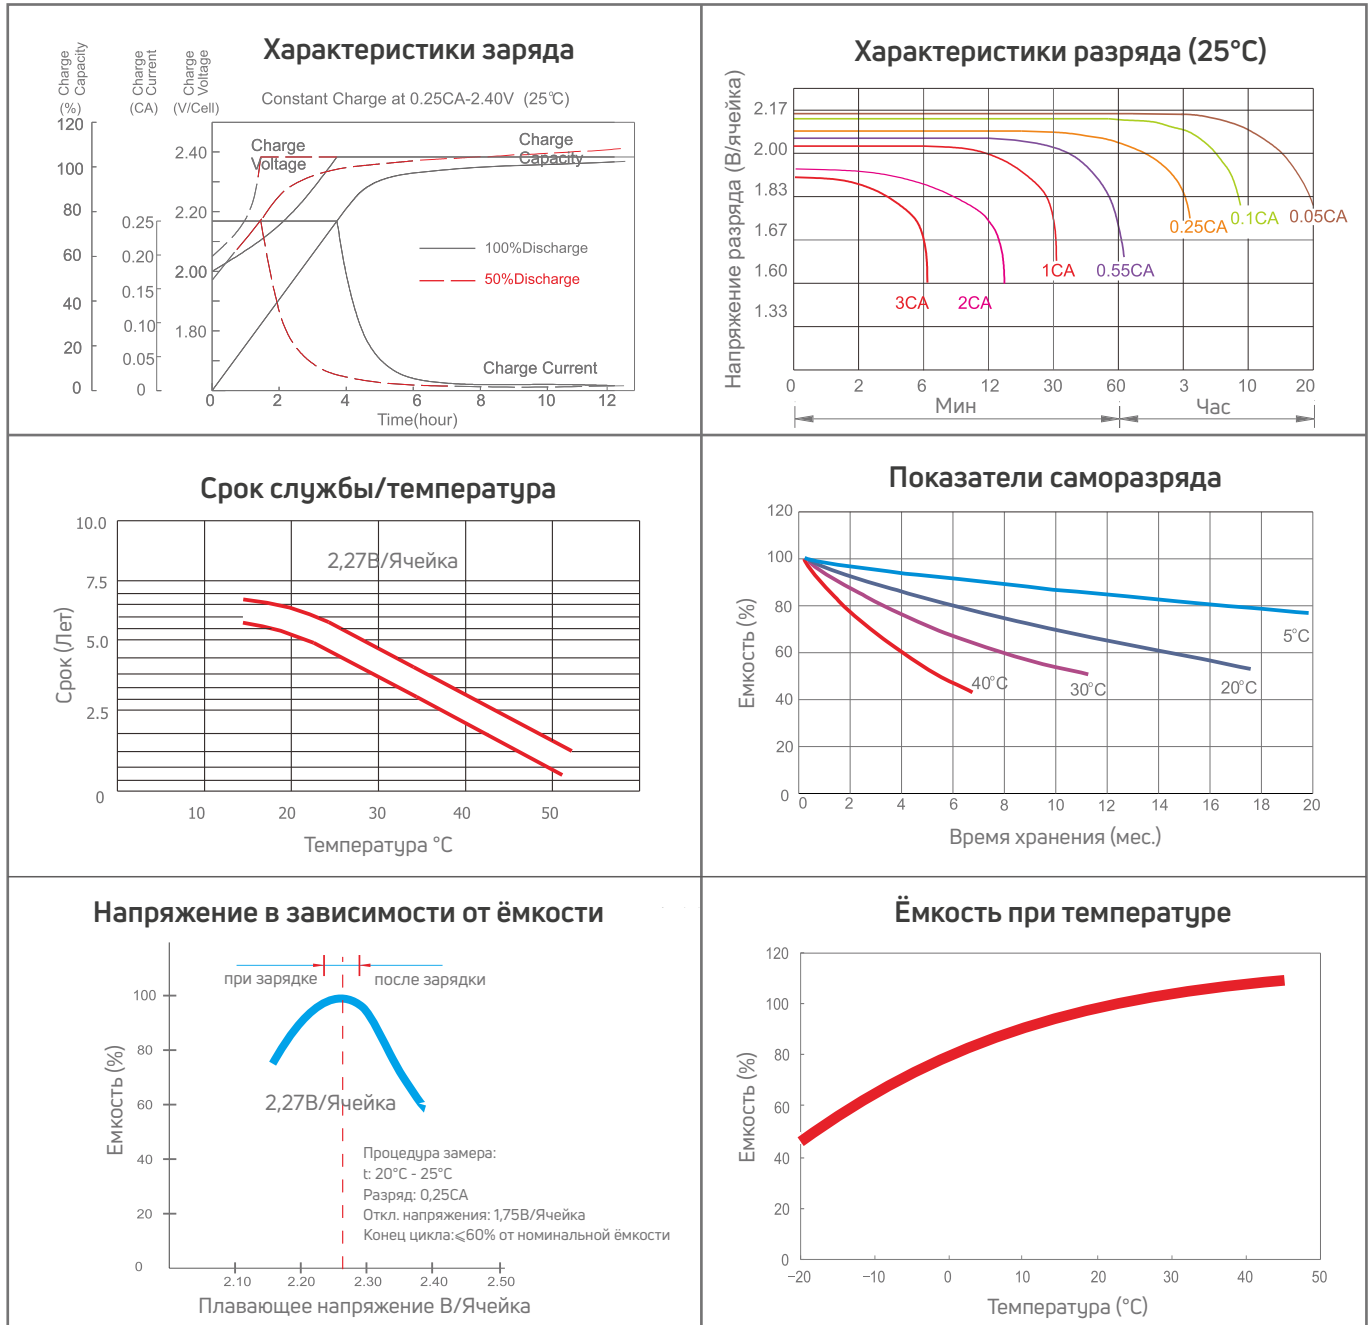 Характеристики заряда
Charge Capacity
Charge Current
Charge Voltage
(%)
(CA)
(V/Cell)
Constant Charge at 0.25CA-2.40V (25℃)
120
100
80
60
40
20
0
0.25
0.20
0.15
0.10
0.05
0
2.40
2.20
2.00
1.80
Charge Voltage
Charge Capacity
100%Discharge
50%Discharge
Charge Current
0 2 4 6 8 10 12
Time(hour)
Характеристики разряда (25°C)
Напряжение разряда (В/ячейка)
2.17
2.00
1.83
1.67
1.60
1.33
3CA
2CA
1CA
0.55CA
0.25CA
0.1CA
0.05CA
0 2 6 12 30 60 3 10 20
Мин
Час
Срок службы/температура
Срок (Лет)
10.0
7.5
5.0
2.5
0
2,27В/Ячейка
10 20 30 40 50
Температура °C
Показатели саморазряда
Емкость (%)
120
100
80
60
40
20
0
5°C
20°C
30°C
40°C
0 2 4 6 8 10 12 14 16 18 20
Время хранения (мес.)
Напряжение в зависимости от ёмкости
при зарядке
после зарядки
Емкость (%)
100
80
60
40
20
0
2,27В/Ячейка
Процедура замера:
t: 20°C - 25°C
Разряд: 0,25CA
Откл. напряжения: 1,75В/Ячейка
Конец цикла:⩽60% от номинальной ёмкости
2.10 2.20 2.30 2.40 2.50
Плавающее напряжение В/Ячейка
Ёмкость при температуре
Емкость (%)
120
100
80
60
40
20
0
−20 −10 0 10 20 30 40 50
Температура (°C)